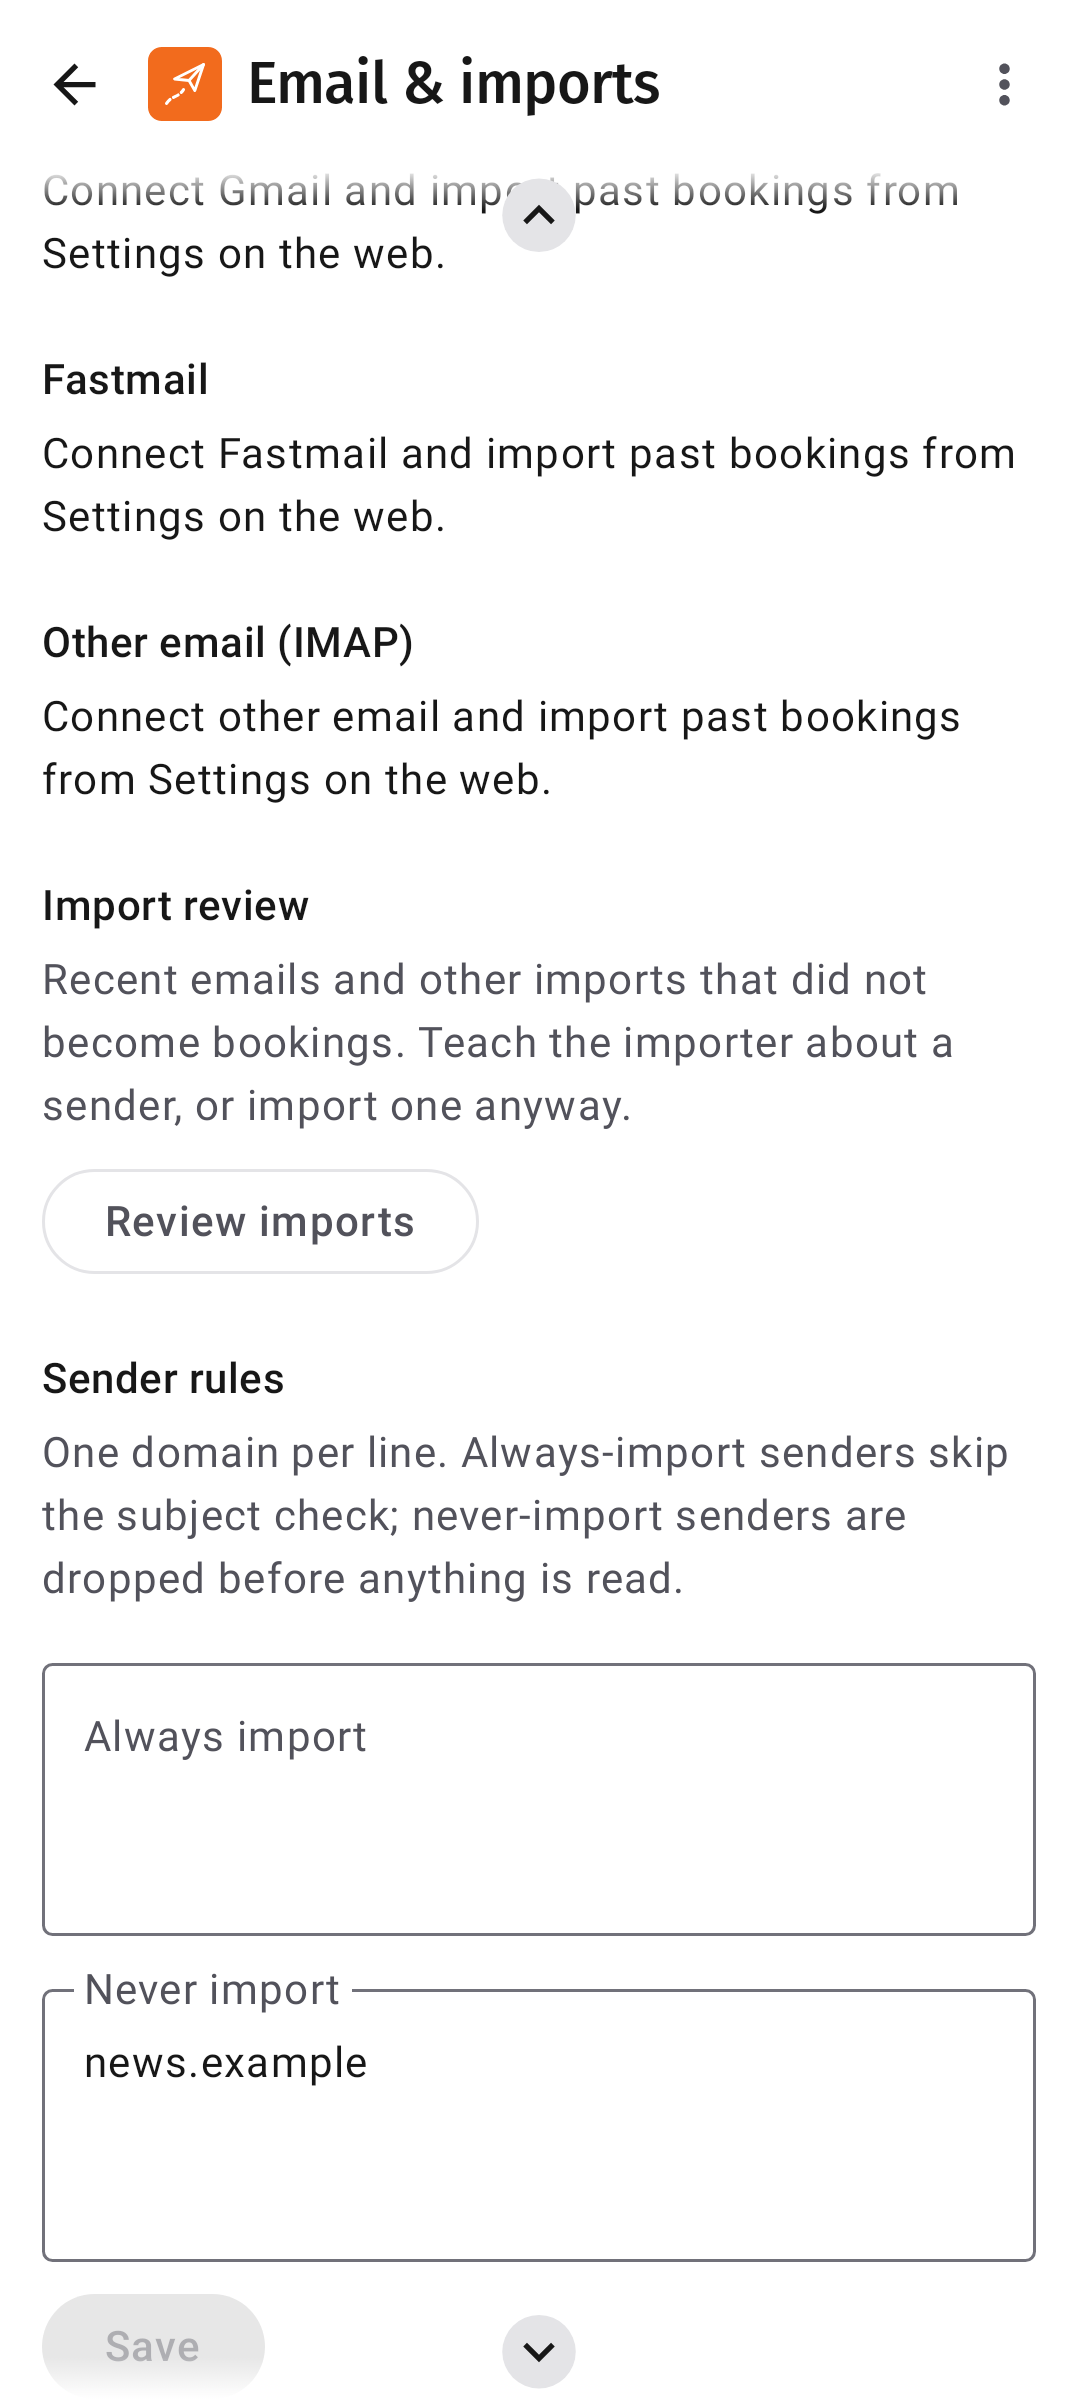 Email & imports
Connect Gmail and import past bookings from
Settings on the web.
Fastmail
Connect Fastmail and import past bookings from
Settings on the web.
Other email (IMAP)
Connect other email and import past bookings
from Settings on the web.
Import review
Recent emails and other imports that did not
become bookings. Teach the importer about a
sender, or import one anyway.
Review imports
Sender rules
One domain per line. Always-import senders skip
the subject check; never-import senders are
dropped before anything is read.
Always import
Never import
news.example
Save